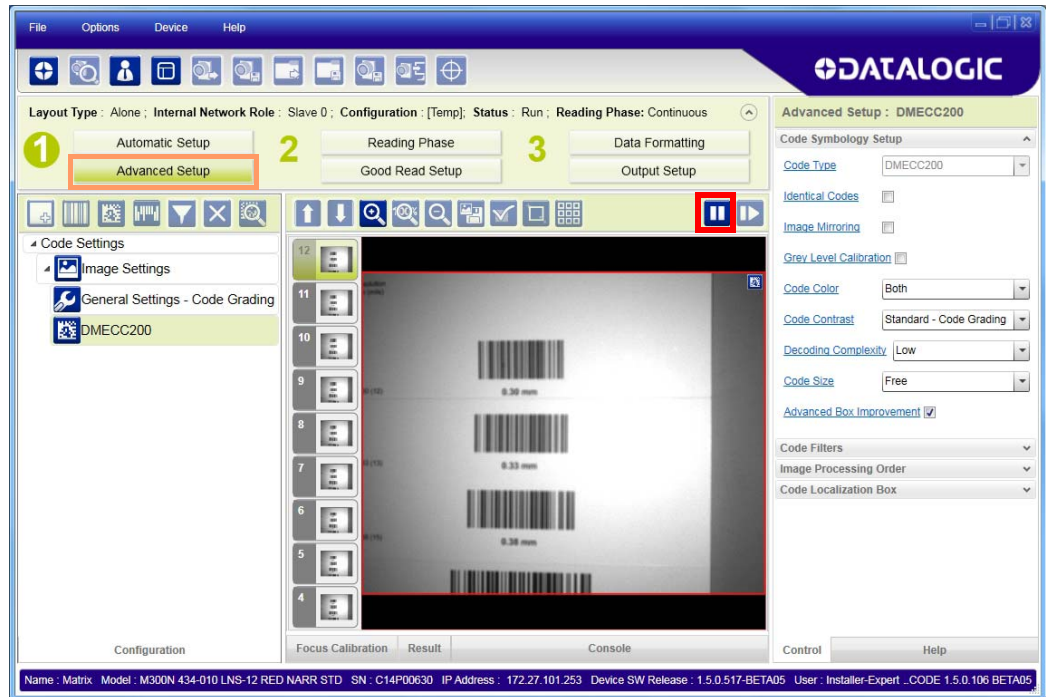 File Options Device Help
DATALOGIC
Layout Type : Alone ; Internal Network Role : Slave 0 ; Configuration : [Temp]; Status : Run ; Reading Phase: Continuous
1 Automatic Setup 2 Reading Phase 3 Data Formatting
Advanced Setup Good Read Setup Output Setup
Code Settings
Image Settings
General Settings - Code Grading
DMECC200
Configuration
12
11
10
9
8
7
6
5
4
0.30 mm
0.33 mm
0.38 mm
Focus Calibration Result Console
Advanced Setup : DMECC200
Code Symbology Setup
Code Type DMECC200
Identical Codes
Image Mirroring
Grey Level Calibration
Code Color Both
Code Contrast Standard - Code Grading
Decoding Complexity Low
Code Size Free
Advanced Box Improvement
Code Filters
Image Processing Order
Code Localization Box
Control Help
Name : Matrix Model : M300N 434-010 LNS-12 RED NARR STD SN : C14P00630 IP Address : 172.27.101.253 Device SW Release : 1.5.0.517-BETA05 User : Installer-Expert _CODE 1.5.0.106 BETA05